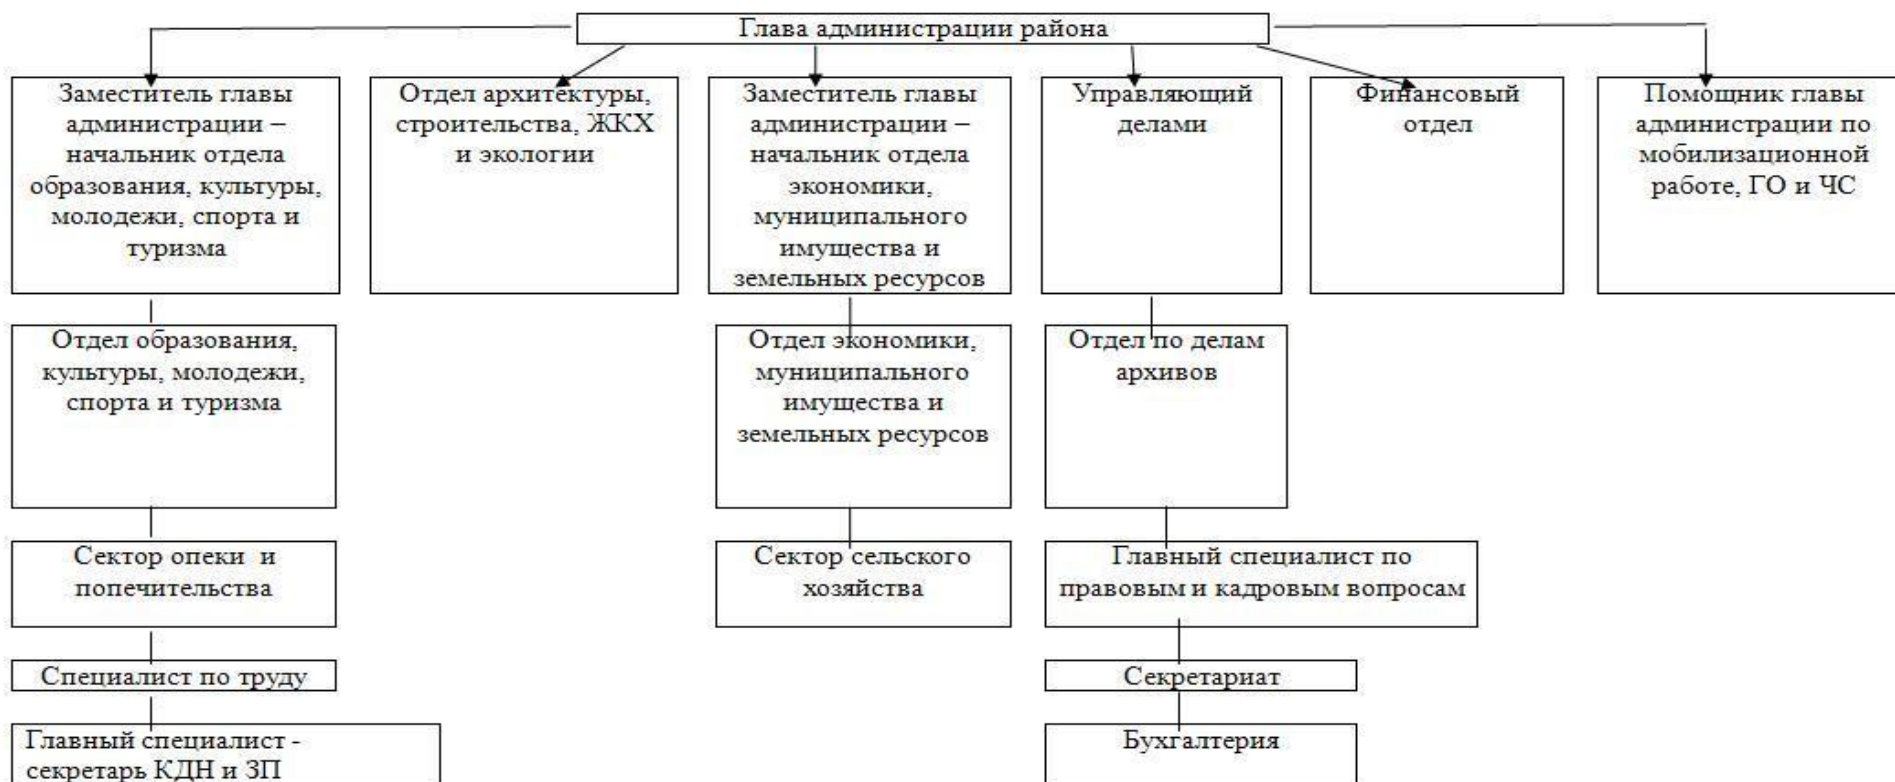 Глава администрации района
Заместитель главы
администрации –
начальник отдела
образования, культуры,
молодежи, спорта и
туризма
Отдел архитектуры,
строительства, ЖКХ
и экологии
Заместитель главы
администрации –
начальник отдела
экономики,
муниципального
имущества и
земельных ресурсов
Управляющий
делами
Финансовый
отдел
Помощник главы
администрации по
мобилизационной
работе, ГО и ЧС
Отдел образования,
культуры, молодежи,
спорта и туризма
Отдел экономики,
муниципального
имущества и
земельных ресурсов
Отдел по делам
архивов
Сектор опеки и
попечительства
Сектор сельского
хозяйства
Главный специалист по
правовым и кадровым вопросам
Специалист по труду
Секретариат
Главный специалист -
секретарь КДН и ЗП
Бухгалтерия